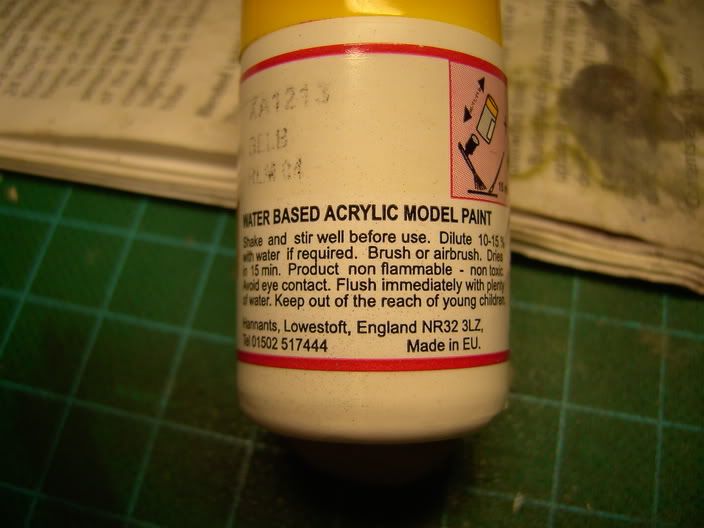 XA1213
GELB
RLM 04
WATER BASED ACRYLIC MODEL PAINT
Shake and stir well before use. Dilute 10-15 %
with water if required. Brush or airbrush. Dries
in 15 min. Product non flammable - non toxic.
Avoid eye contact. Flush immediately with plenty
of water. Keep out of the reach of young children.
Hannants, Lowestoft, England NR32 3LZ,
Tel 01502 517444 Made in EU.